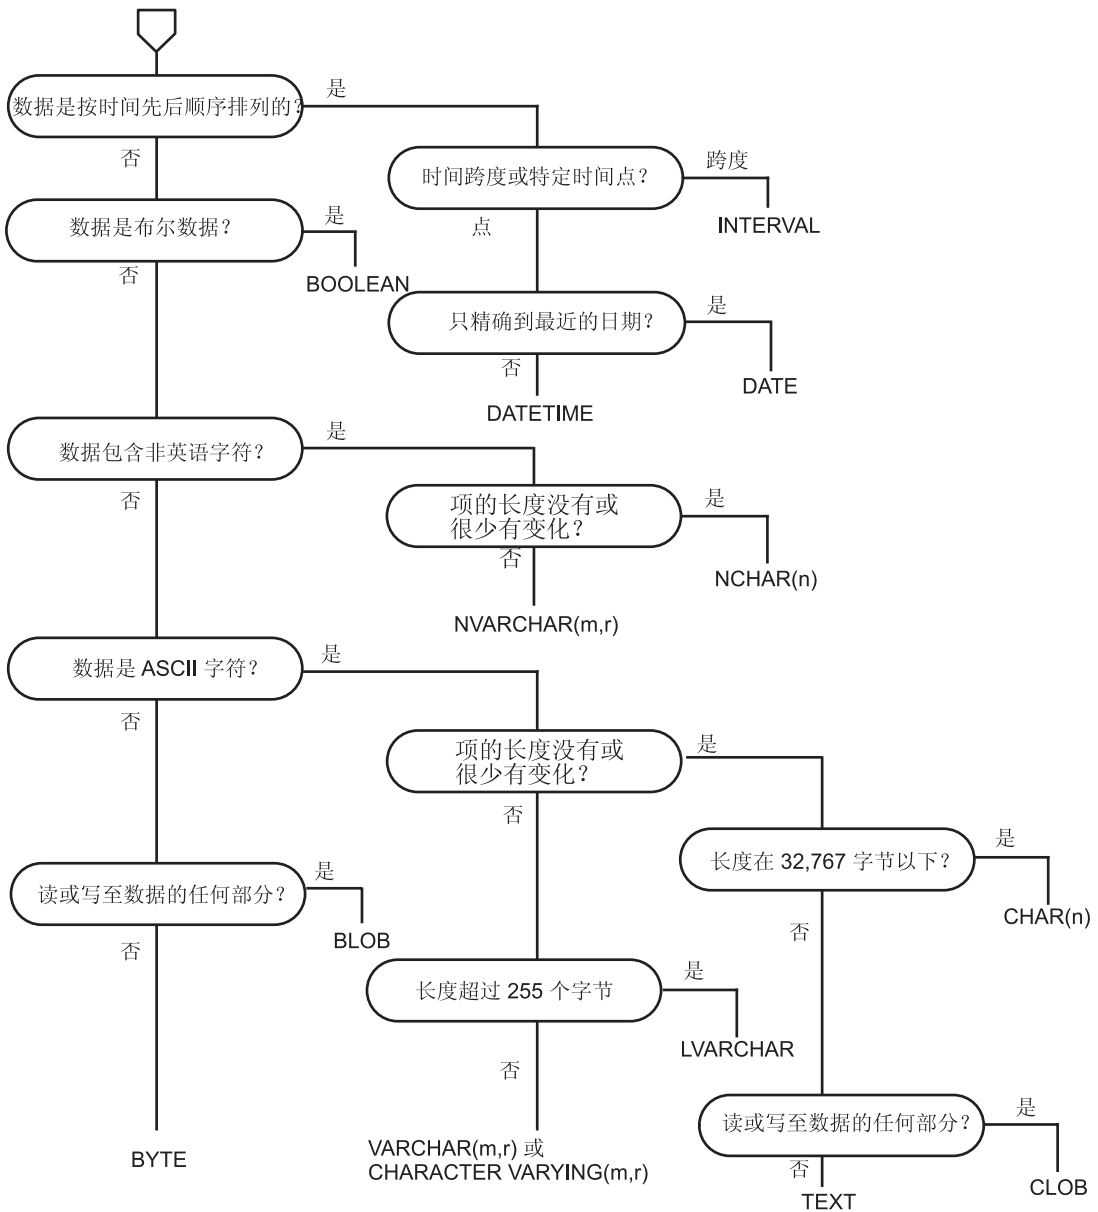 数据是按时间先后顺序排列的?
是
否
时间跨度或特定时间点?
跨度
INTERVAL
点
数据是布尔数据?
是
BOOLEAN
否
只精确到最近的日期?
是
DATE
否
DATETIME
数据包含非英语字符?
是
否
项的长度没有或
很少有变化?
是
NCHAR(n)
否
NVARCHAR(m,r)
数据是 ASCII 字符?
是
否
项的长度没有或
很少有变化?
是
否
长度在 32,767 字节以下?
是
CHAR(n)
否
读或写至数据的任何部分?
是
BLOB
否
长度超过 255 个字节
是
LVARCHAR
否
读或写至数据的任何部分?
是
CLOB
否
TEXT
BYTE
VARCHAR(m,r) 或
CHARACTER VARYING(m,r)